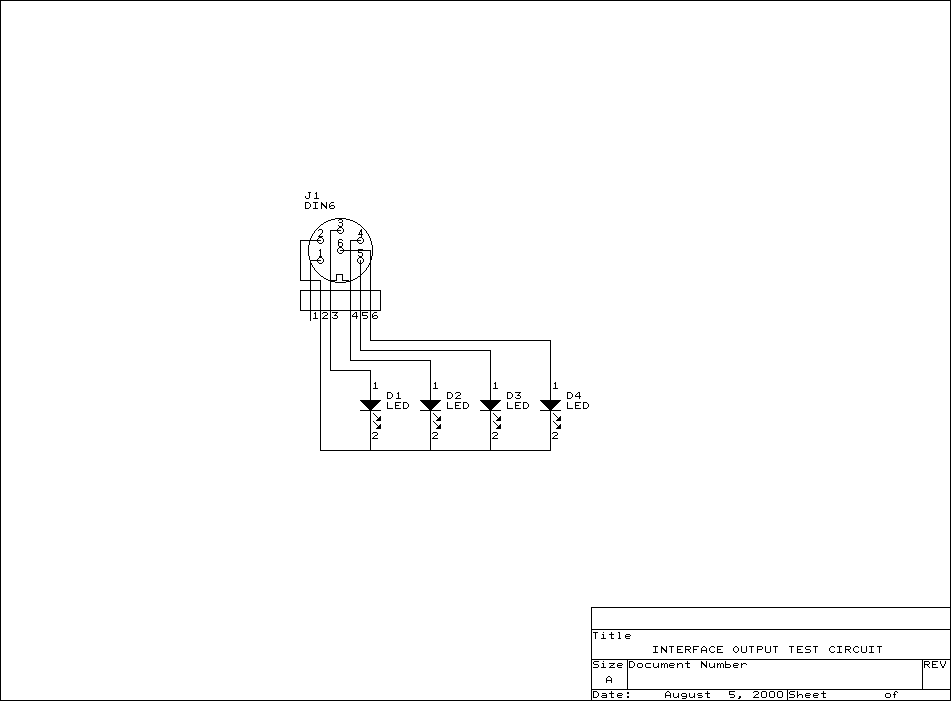 J1
DIN6
3
2 4
6
1 5
1 2 3 4 5 6
1 1 1 1
D1 D2 D3 D4
LED LED LED LED
2 2 2 2
Title
INTERFACE OUTPUT TEST CIRCUIT
Size Document Number REV
A
Date: August 5, 2000 Sheet of